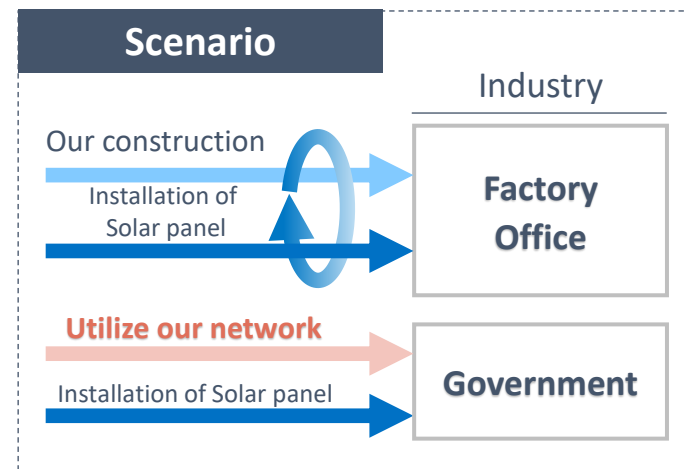 Scenario
Industry
Our construction
Installation of
Solar panel
Factory
Office
Utilize our network
Installation of Solar panel
Government